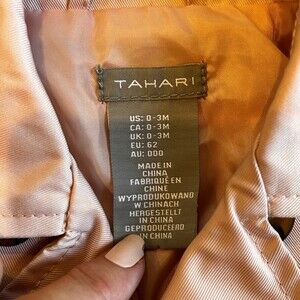 TAHARI
US: 0-3M
CA: 0-3M
UK: 0-3M
EU: 62
AU: 000
MADE IN
CHINA
FABRIQUÉ EN
CHINE
WYPRODUKOWANO
W CHINACH
HERGESTELLT
IN CHINA
GEPRODUCEERD
IN CHINA